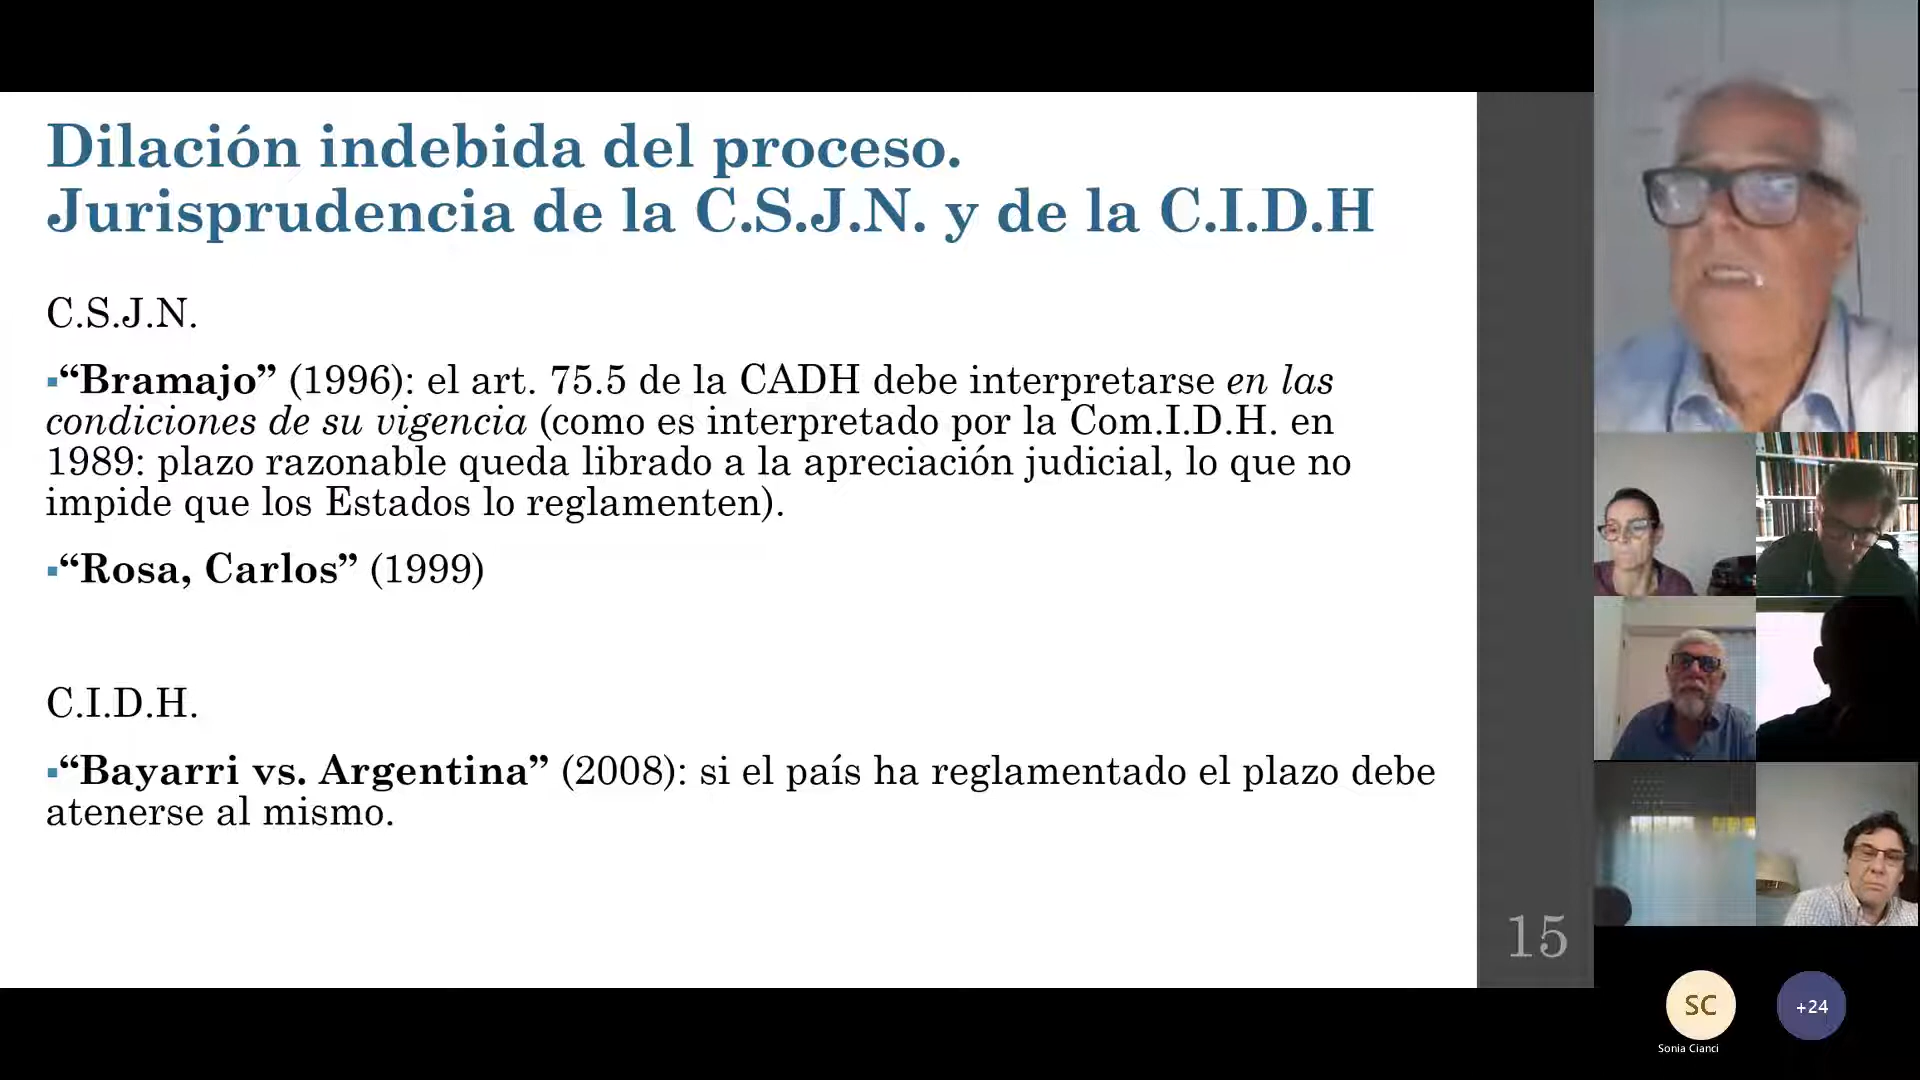 Dilación indebida del proceso.
Jurisprudencia de la C.S.J.N. y de la C.I.D.H
C.S.J.N.
▪“Bramajo” (1996): el art. 75.5 de la CADH debe interpretarse en las
condiciones de su vigencia (como es interpretado por la Com.I.D.H. en
1989: plazo razonable queda librado a la apreciación judicial, lo que no
impide que los Estados lo reglamenten).
▪“Rosa, Carlos” (1999)
C.I.D.H.
▪“Bayarri vs. Argentina” (2008): si el país ha reglamentado el plazo debe
atenerse al mismo.
15
SC
+24
Sonia Cianci